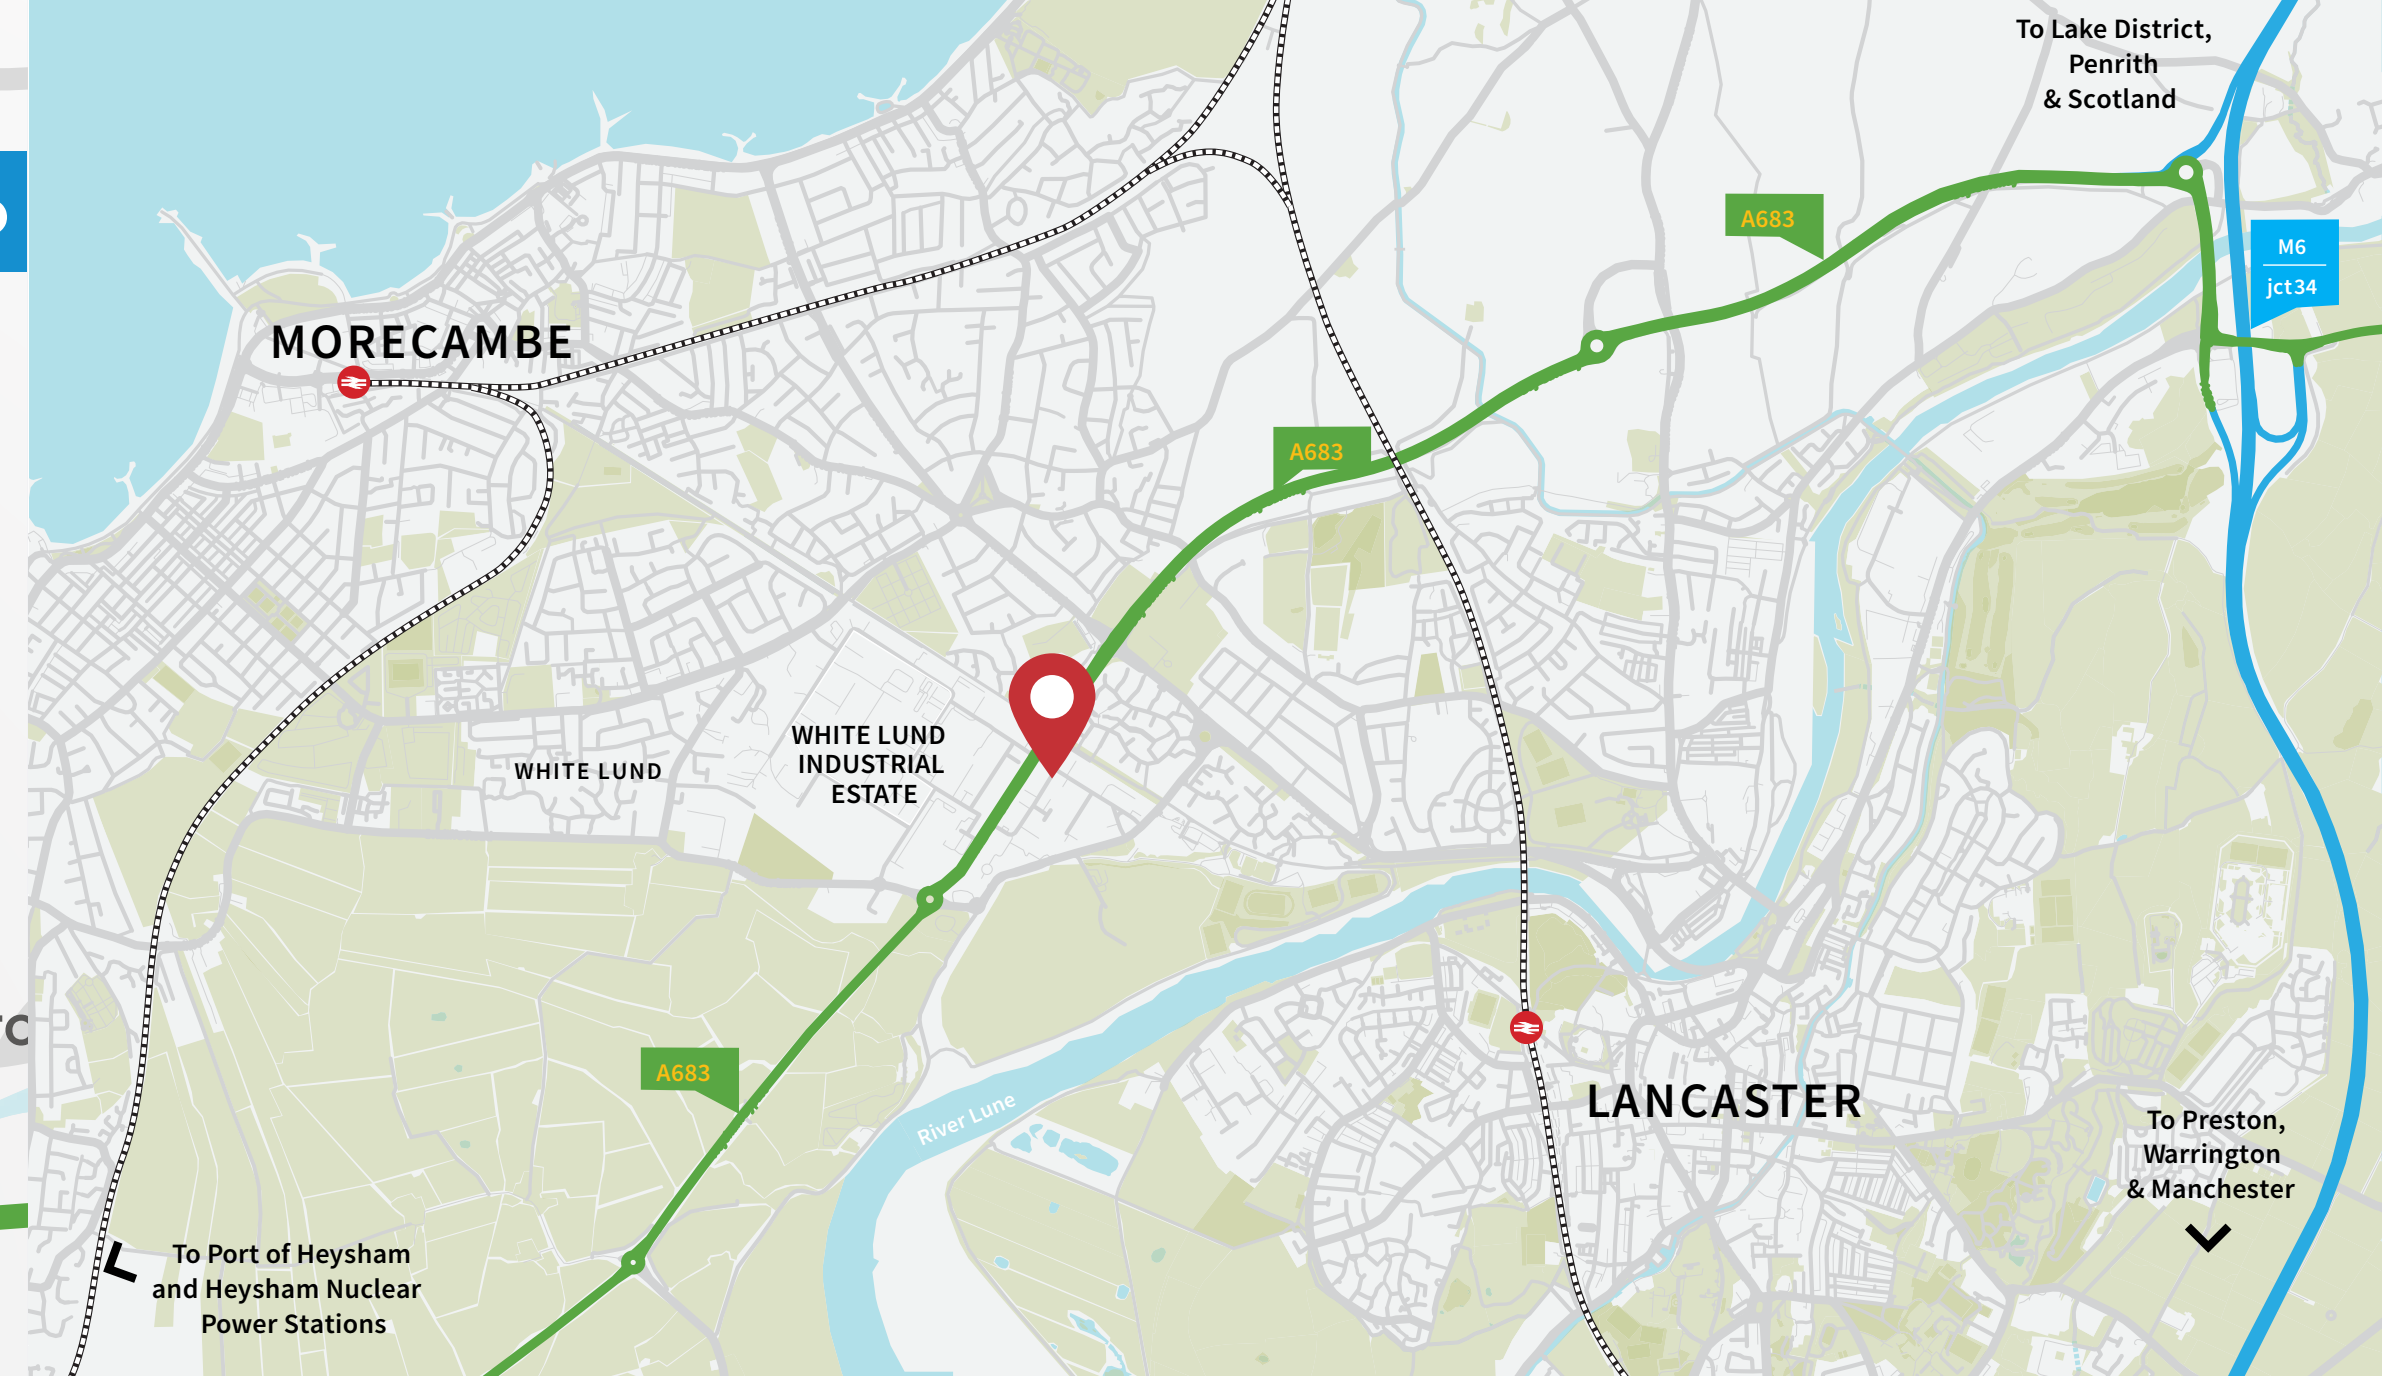 To Lake District,
Penrith
& Scotland
A683
M6
jct34
MORECAMBE
A683
WHITE LUND
INDUSTRIAL
ESTATE
WHITE LUND
A683
River Lune
LANCASTER
To Preston,
Warrington
& Manchester
To Port of Heysham
and Heysham Nuclear
Power Stations